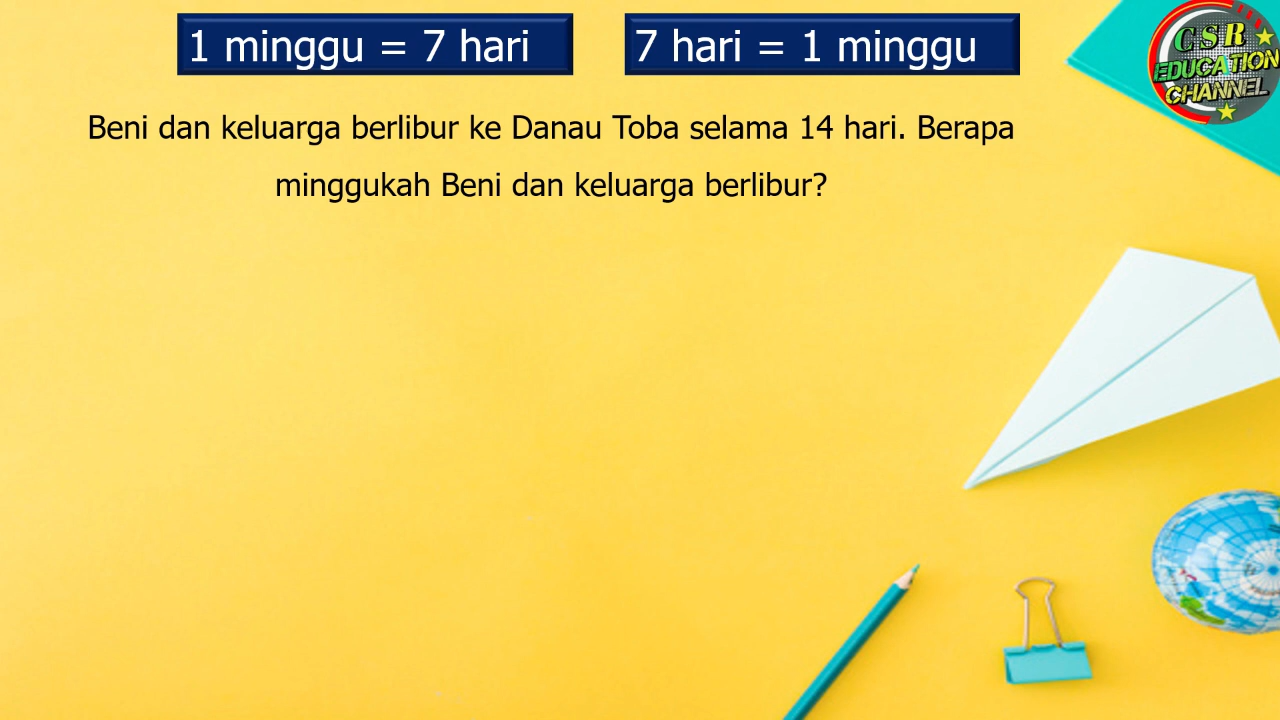 1 minggu = 7 hari
7 hari = 1 minggu
CSR
EDUCATION
CHANNEL
Beni dan keluarga berlibur ke Danau Toba selama 14 hari. Berapa
minggukah Beni dan keluarga berlibur?